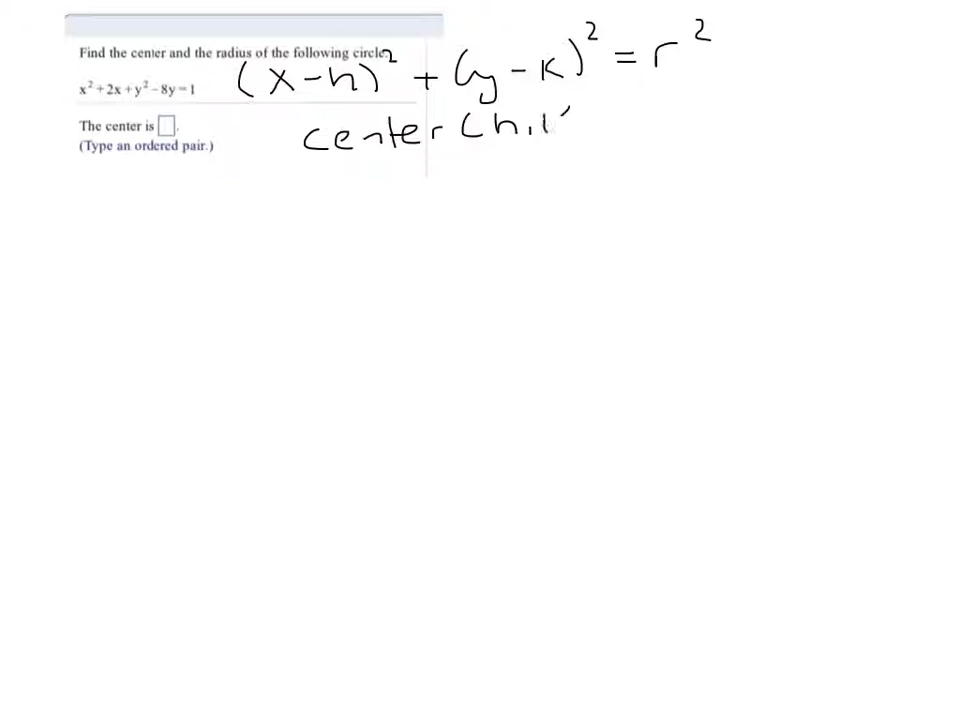 Find the center and the radius of the following circle.
(x-h)² + (y-k)² = r²
x² + 2x + y² - 8y = 1
The center is
center (h,
(Type an ordered pair.)